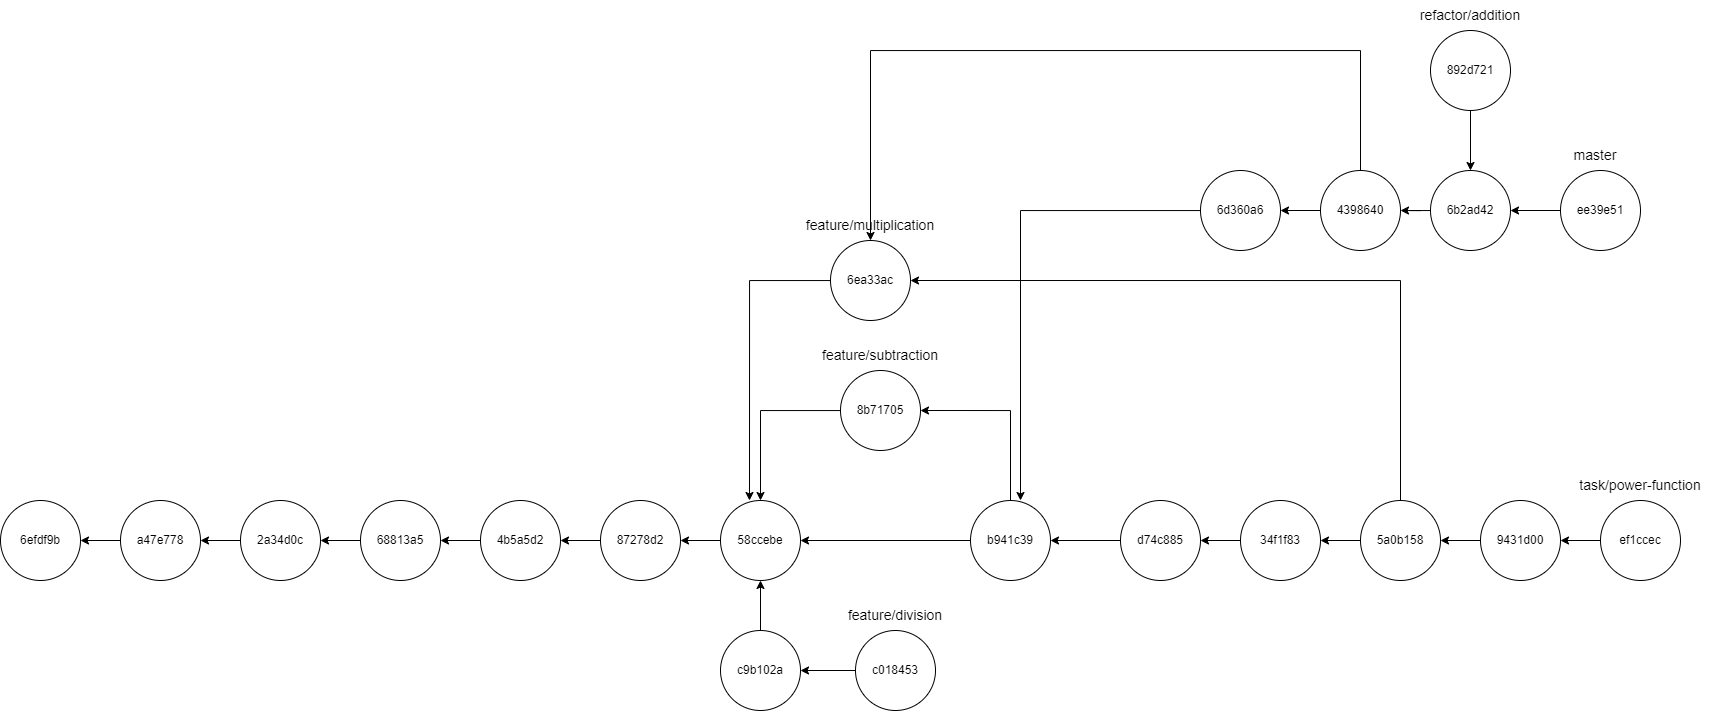 refactor/addition
892d721
master
6d360a6
4398640
6b2ad42
ee39e51
feature/multiplication
6ea33ac
feature/subtraction
8b71705
task/power-function
6efdf9b
a47e778
2a34d0c
68813a5
4b5a5d2
87278d2
58ccebe
b941c39
d74c885
34f1f83
5a0b158
9431d00
ef1ccec
feature/division
c9b102a
c018453